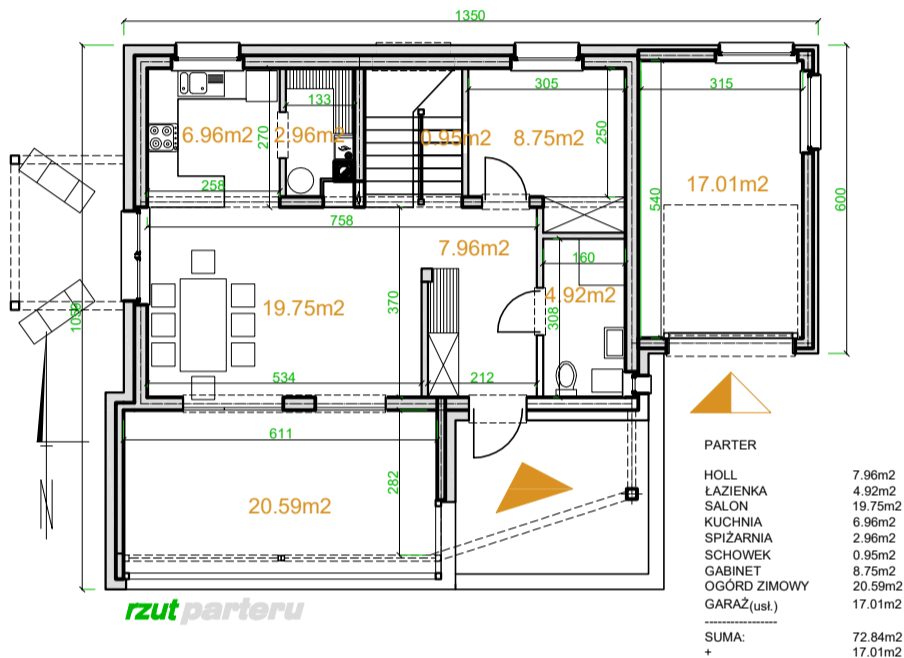 1350
305
315
133
6.96m2
2.96m2
0.95m2
8.75m2
270
250
258
17.01m2
540
600
758
7.96m2
160
4.92m2
19.75m2
370
308
534
212
611
282
20.59m2
N
rzut parteru
PARTER
HOLL 7.96m2
ŁAZIENKA 4.92m2
SALON 19.75m2
KUCHNIA 6.96m2
SPIŻARNIA 2.96m2
SCHOWEK 0.95m2
GABINET 8.75m2
OGÓRD ZIMOWY 20.59m2
GARAŻ(usł.) 17.01m2
-----------------
SUMA: 72.84m2
+ 17.01m2